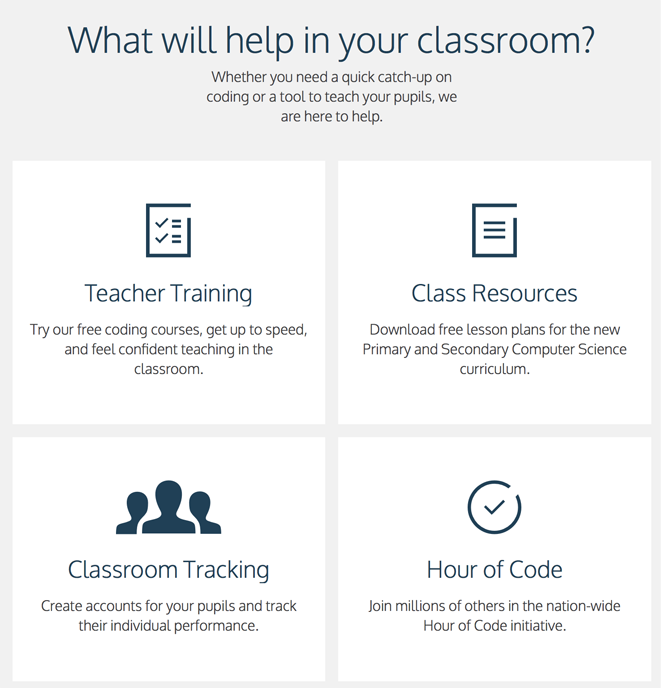 What will help in your classroom?
Whether you need a quick catch-up on
coding or a tool to teach your pupils, we
are here to help.
Teacher Training
Try our free coding courses, get up to speed,
and feel confident teaching in the
classroom.
Class Resources
Download free lesson plans for the new
Primary and Secondary Computer Science
curriculum.
Classroom Tracking
Create accounts for your pupils and track
their individual performance.
Hour of Code
Join millions of others in the nation-wide
Hour of Code initiative.